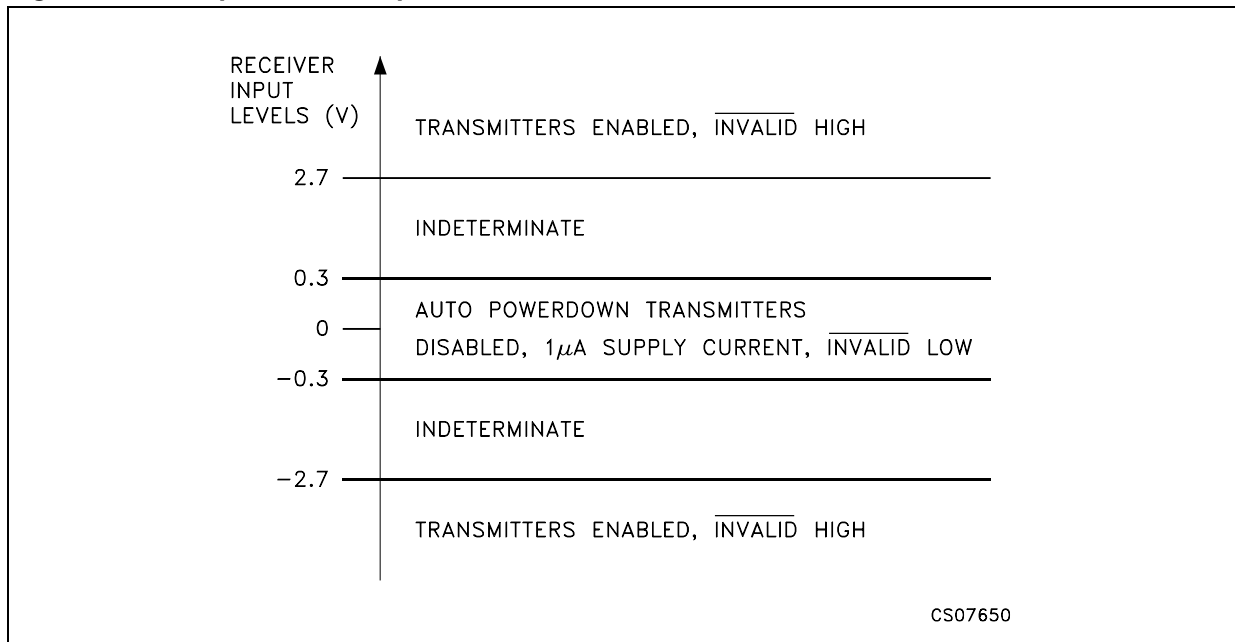 RECEIVER
INPUT
LEVELS (V)
TRANSMITTERS ENABLED, INVALID HIGH
2.7
INDETERMINATE
0.3
AUTO POWERDOWN TRANSMITTERS
0
DISABLED, 1μA SUPPLY CURRENT, INVALID LOW
-0.3
INDETERMINATE
-2.7
TRANSMITTERS ENABLED, INVALID HIGH
CS07650